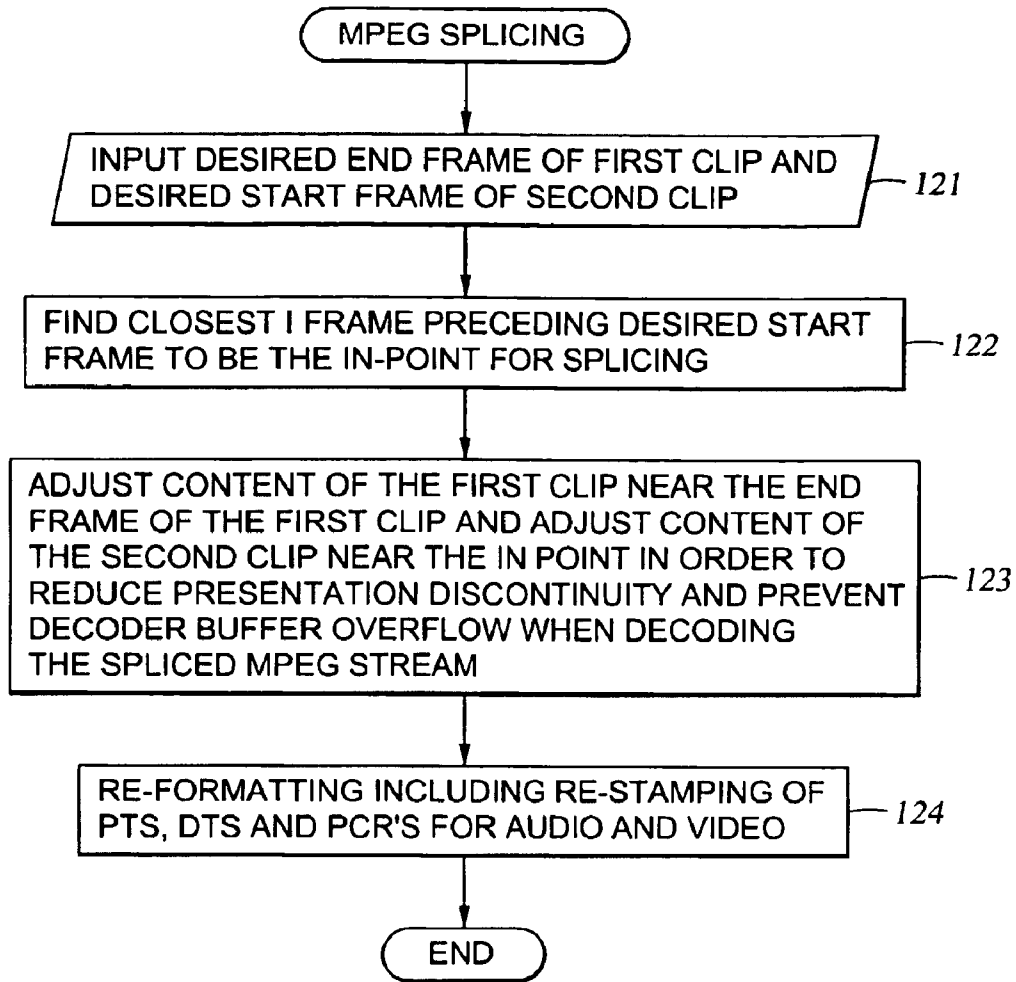 MPEG SPLICING
INPUT DESIRED END FRAME OF FIRST CLIP AND
DESIRED START FRAME OF SECOND CLIP
121
FIND CLOSEST I FRAME PRECEDING DESIRED START
FRAME TO BE THE IN-POINT FOR SPLICING
122
ADJUST CONTENT OF THE FIRST CLIP NEAR THE END
FRAME OF THE FIRST CLIP AND ADJUST CONTENT OF
THE SECOND CLIP NEAR THE IN POINT IN ORDER TO
REDUCE PRESENTATION DISCONTINUITY AND PREVENT
DECODER BUFFER OVERFLOW WHEN DECODING
THE SPLICED MPEG STREAM
123
RE-FORMATTING INCLUDING RE-STAMPING OF
PTS, DTS AND PCR'S FOR AUDIO AND VIDEO
124
END